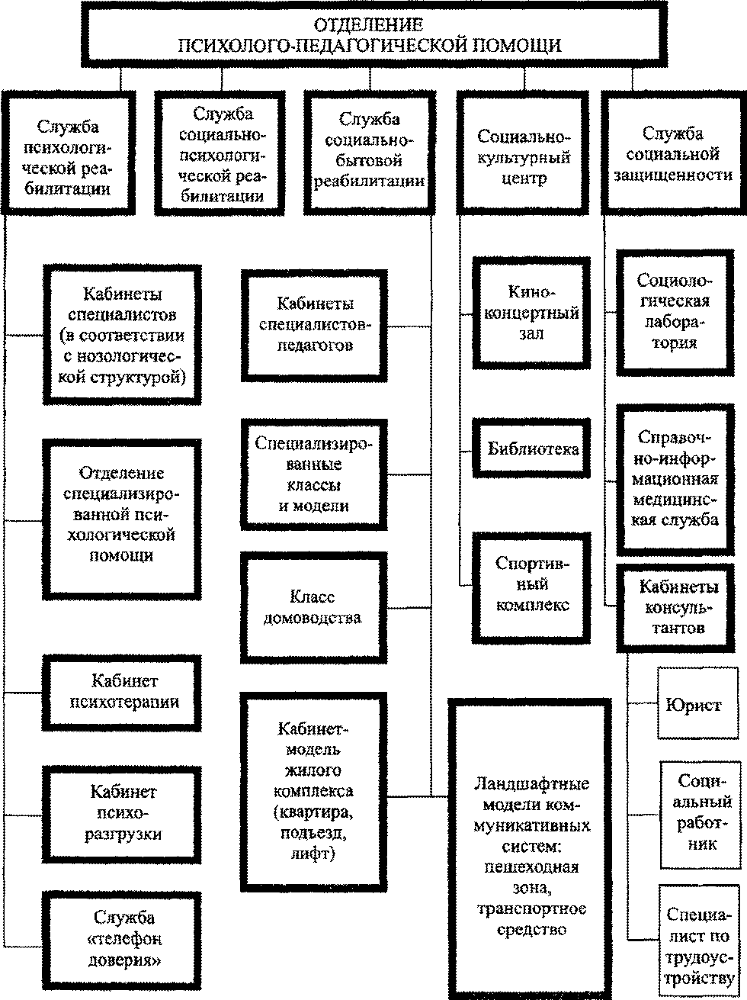 ОТДЕЛЕНИЕ
ПСИХОЛОГО-ПЕДАГОГИЧЕСКОЙ ПОМОЩИ
Служба
психологи-
ческой реа-
билитации
Служба
социально-
психологи-
ческой реа-
билитации
Служба
социально-
бытовой
реабилитации
Социально-
культурный
центр
Служба
социальной
защищенности
Кабинеты
специалистов
(в соответствии
с нозологичес-
кой структурой)
Отделение
специализиро-
ванной пси-
хологической
помощи
Кабинет
психотерапии
Кабинет
психо-
разгрузки
Служба
«телефон
доверия»
Кабинеты
специалистов-
педагогов
Специализиро-
ванные
классы
и модели
Класс
домоводства
Кабинет-
модель
жилого
комплекса
(квартира,
подъезд,
лифт)
Ландшафтные
модели ком-
муникативных
систем:
пешеходная
зона,
транспортное
средство
Кино-
концертный
зал
Библиотека
Спортив-
ный
комплекс
Социоло-
гическая
лабора-
тория
Справоч-
но-инфор-
мационная
медицинс-
кая служба
Кабинеты
консуль-
тантов
Юрист
Соци-
альный
работ-
ник
Специа-
лист по
трудоус-
тройству